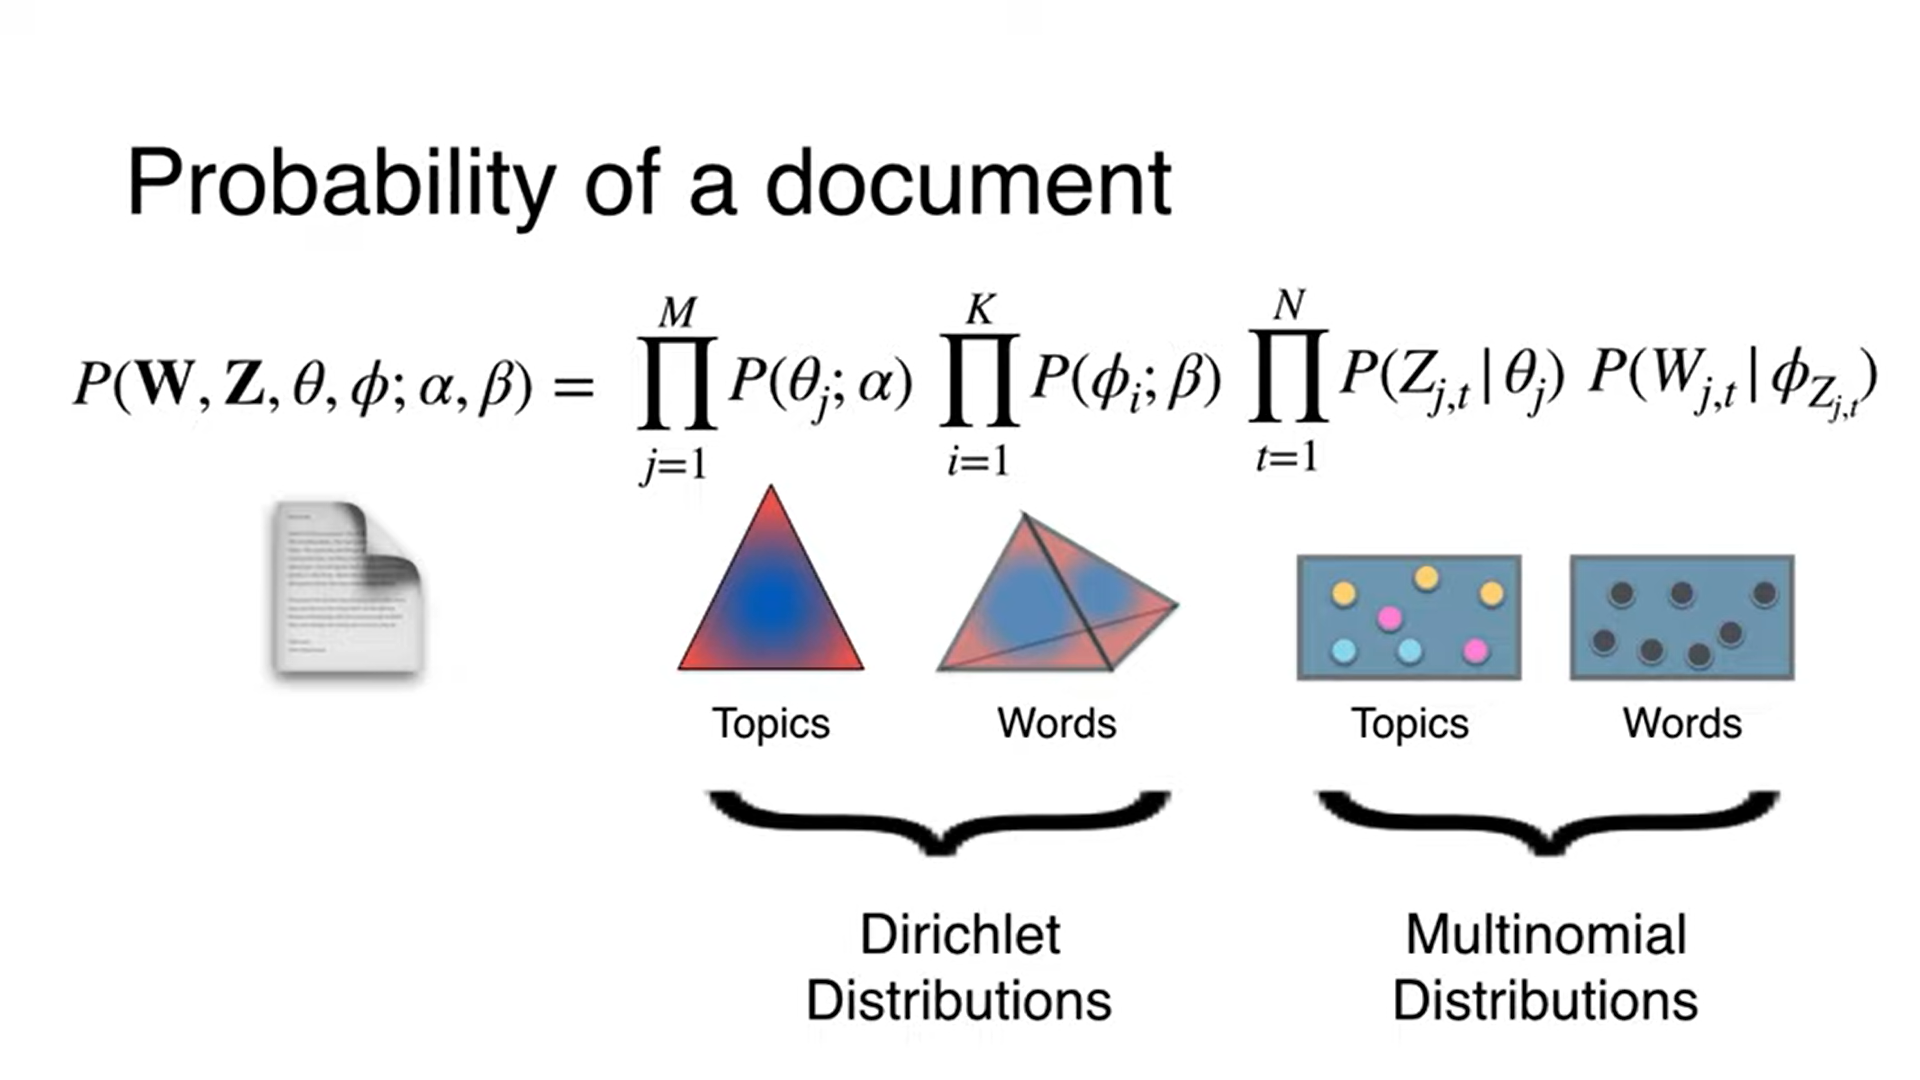 Probability of a document
P(W, Z, θ, ϕ; α, β) = ∏_{j=1}^{M} P(θ_j; α) ∏_{i=1}^{K} P(ϕ_i; β) ∏_{t=1}^{N} P(Z_{j,t} | θ_j) P(W_{j,t} | ϕ_{Z_{j,t}})
Topics Words Topics Words
Dirichlet Multinomial
Distributions Distributions